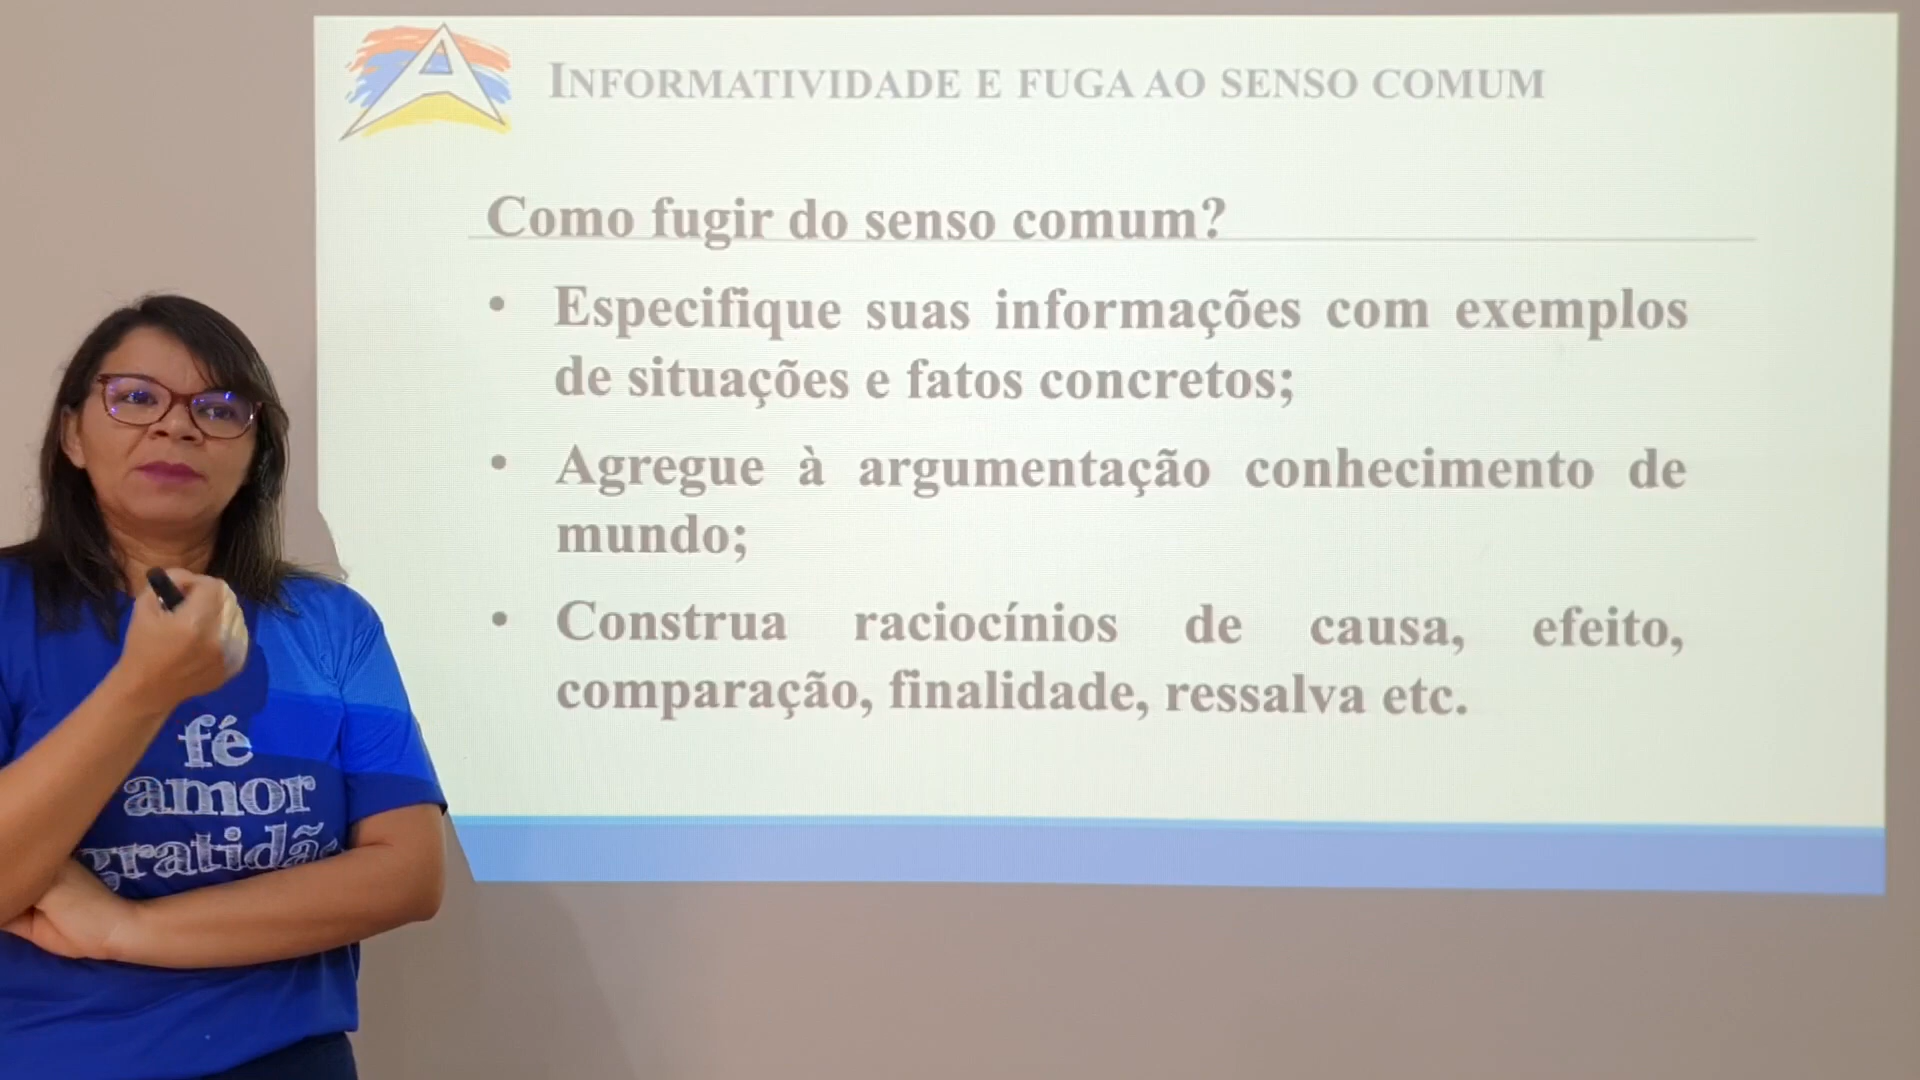 INFORMATIVIDADE E FUGA AO SENSO COMUM
Como fugir do senso comum?
• Especifique suas informações com exemplos
de situações e fatos concretos;
• Agregue à argumentação conhecimento de
mundo;
• Construa raciocínios de causa, efeito,
comparação, finalidade, ressalva etc.
fé
amor
gratidão